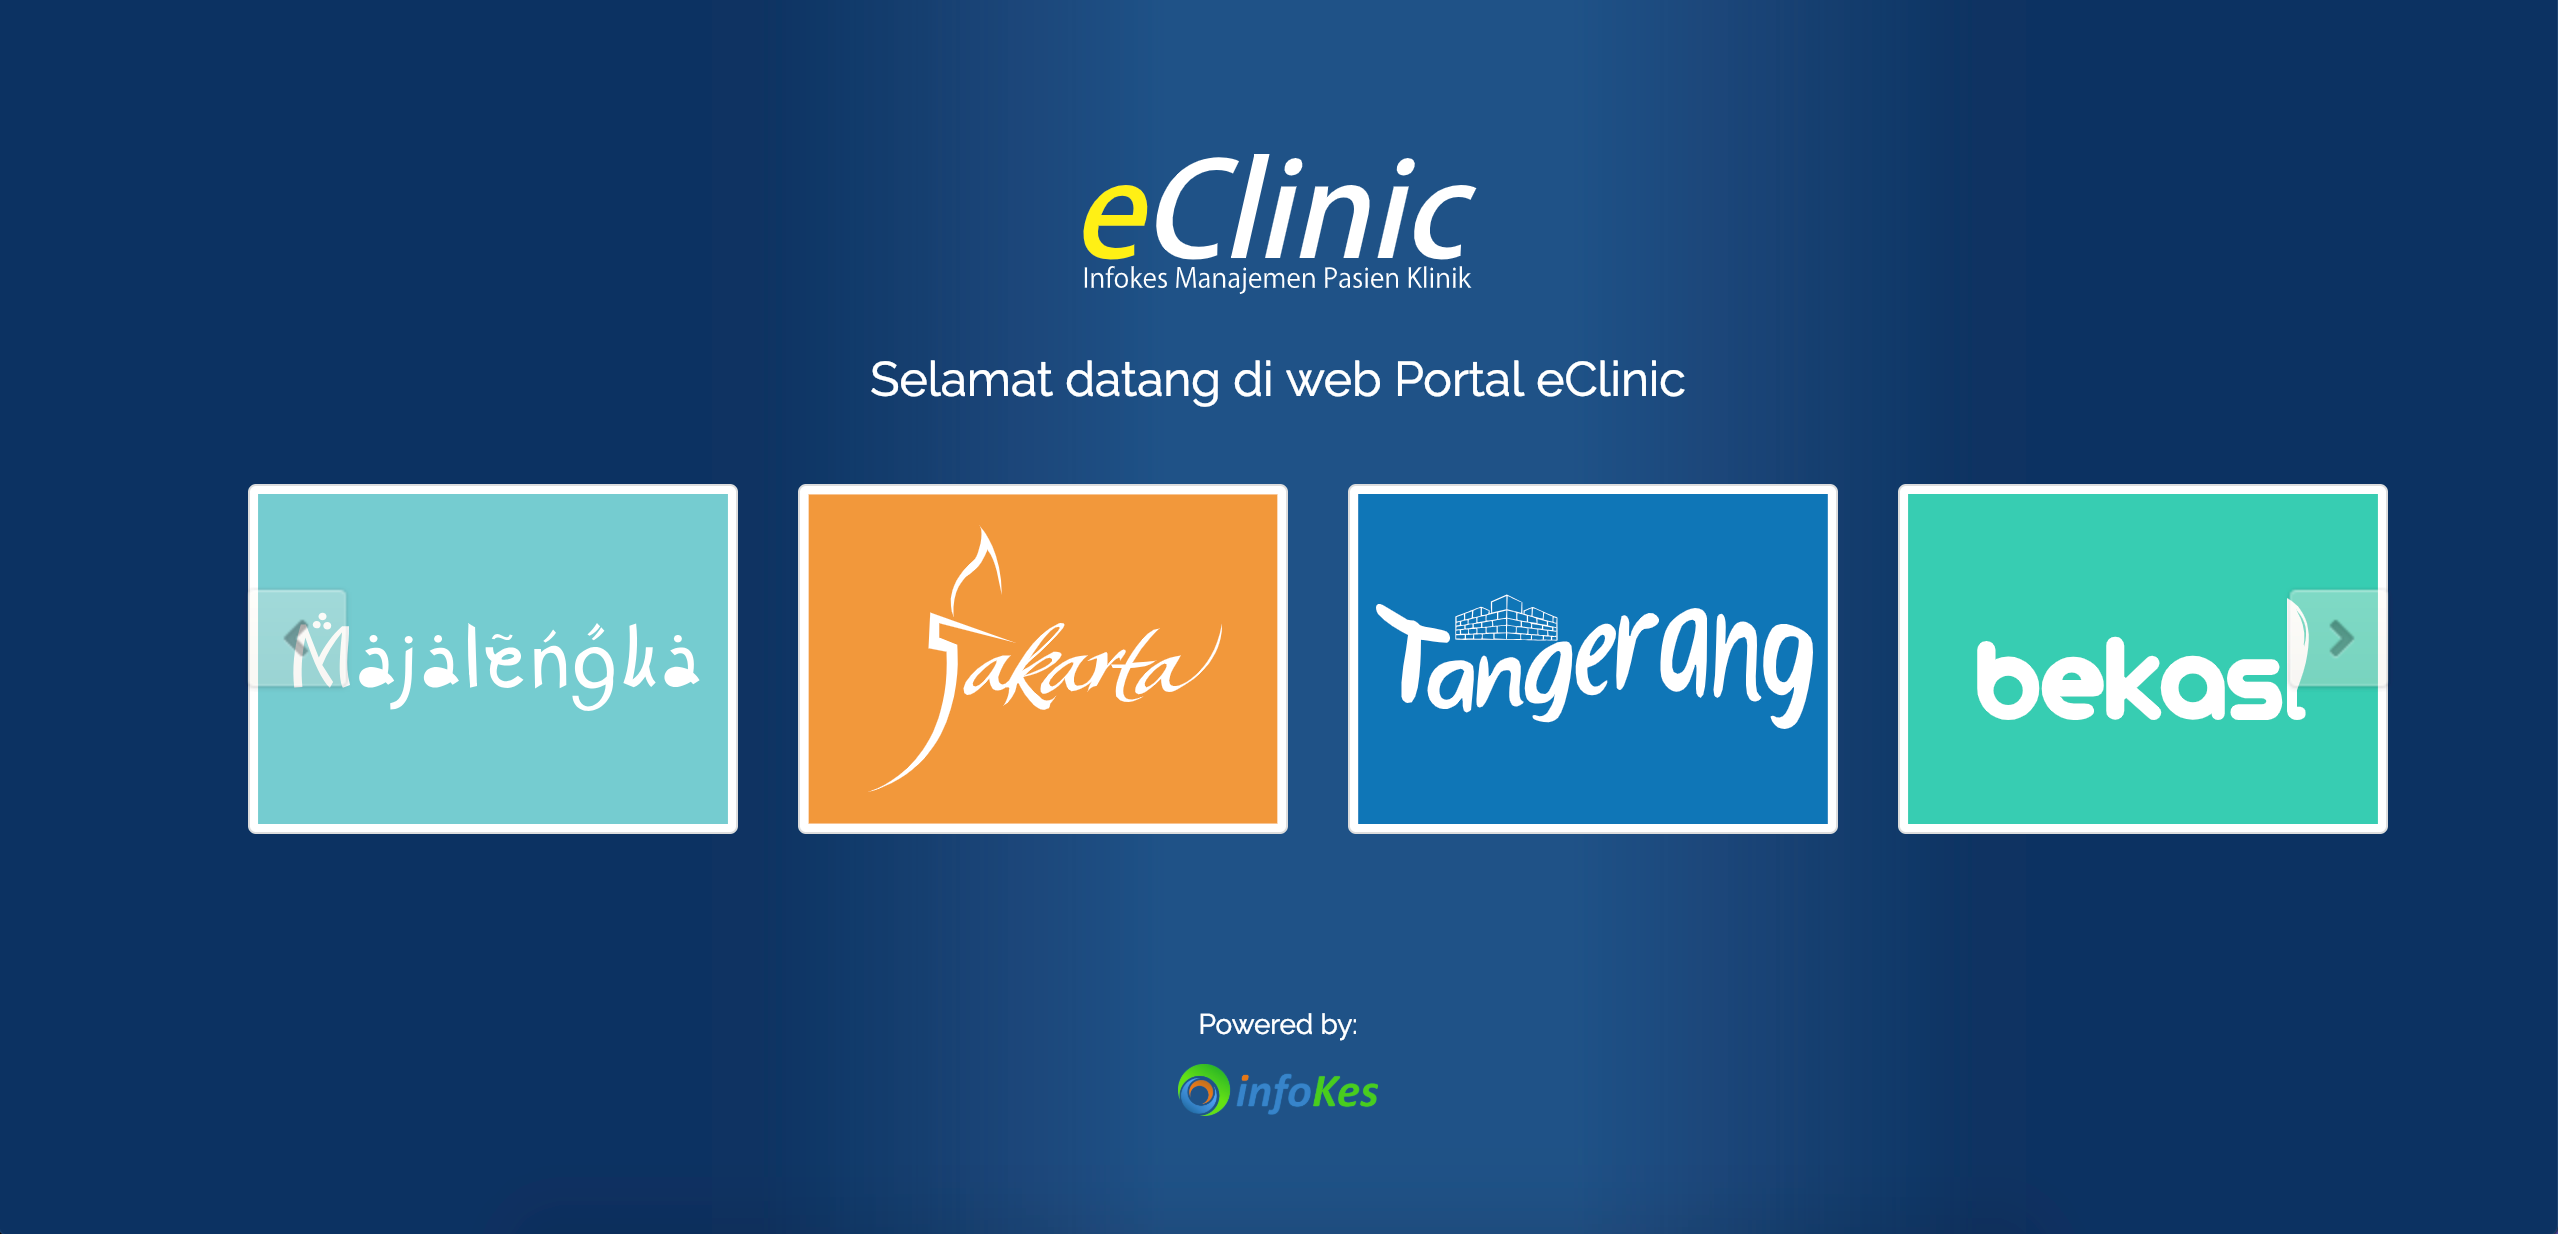 eClinic
Infokes Manajemen Pasien Klinik
Selamat datang di web Portal eClinic
Majalengka
Jakarta
Tangerang
bekasi
Powered by:
infoKes